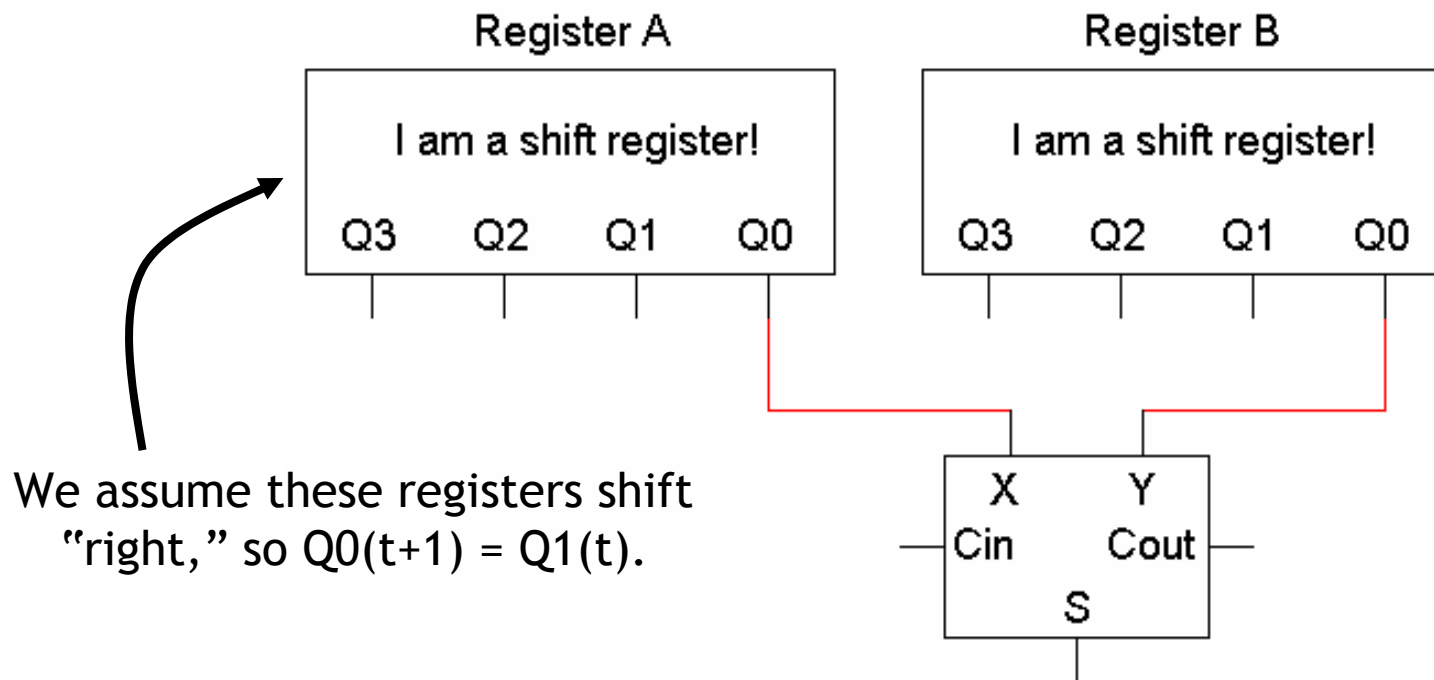 Register A
Register B
I am a shift register!
I am a shift register!
Q3 Q2 Q1 Q0
Q3 Q2 Q1 Q0
We assume these registers shift
“right,” so Q0(t+1) = Q1(t).
X Y
Cin Cout
S